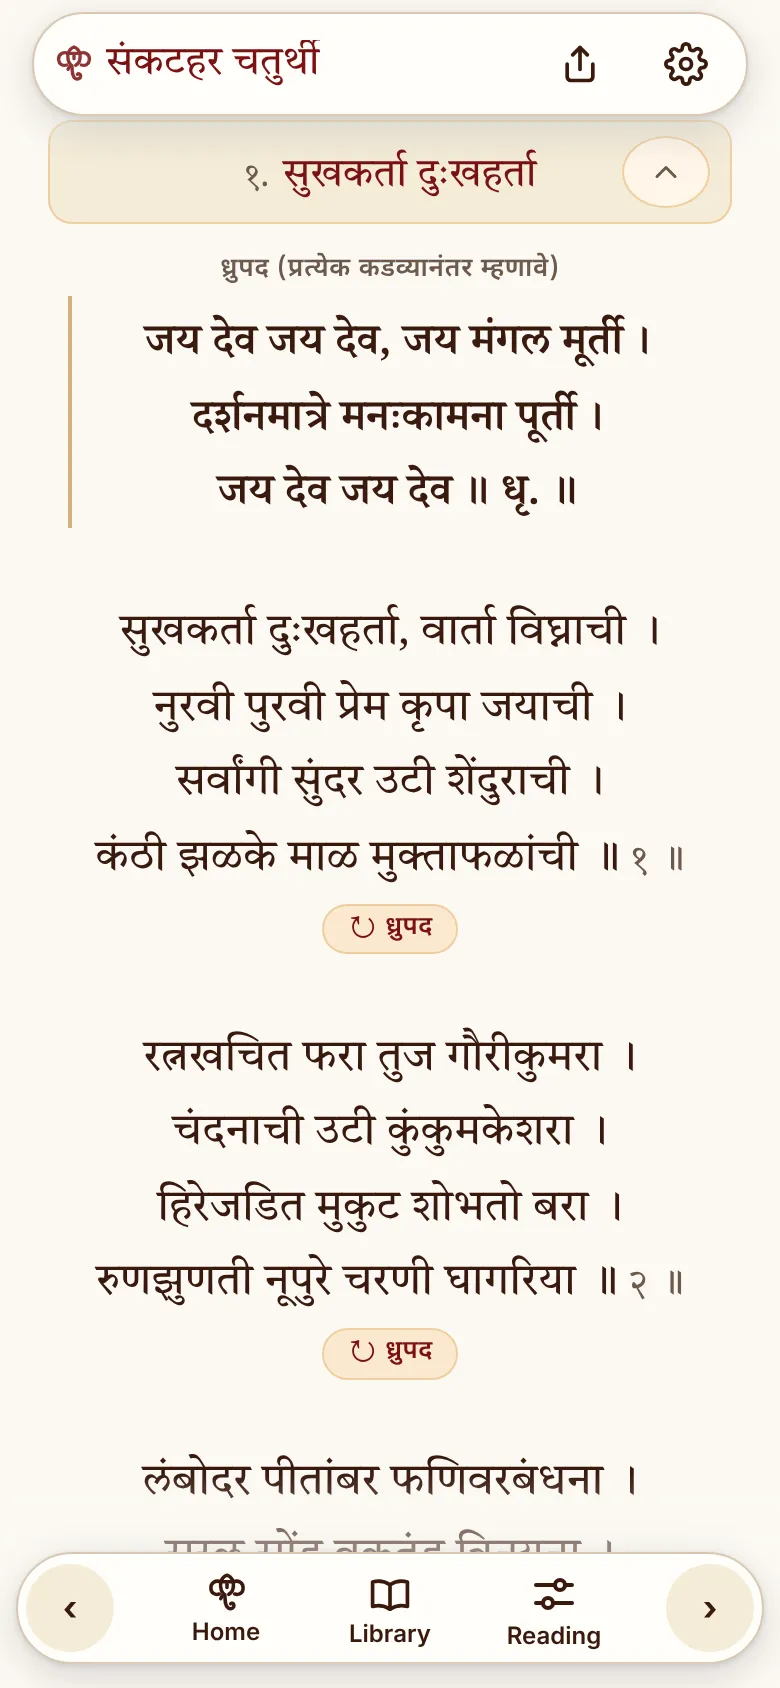 संकटहर चतुर्थी
१. सुखकर्ता दुःखहर्ता
ध्रुपद (प्रत्येक कडव्यानंतर म्हणावे)
जय देव जय देव, जय मंगल मूर्ती ।
दर्शनमात्रे मनःकामना पूर्ती ।
जय देव जय देव ॥ धृ. ॥
सुखकर्ता दुःखहर्ता, वार्ता विघ्नाची ।
नुरवी पुरवी प्रेम कृपा जयाची ।
सर्वांगी सुंदर उटी शेंदुराची ।
कंठी झळके माळ मुक्ताफळांची ॥ १ ॥
↻ ध्रुपद
रत्नखचित फरा तुज गौरीकुमरा ।
चंदनाची उटी कुंकुमकेशरा ।
हिरेजडित मुकुट शोभतो बरा ।
रुणझुणती नूपुरे चरणी घागरिया ॥ २ ॥
↻ ध्रुपद
लंबोदर पीतांबर फणिवरबंधना ।
‹ Home Library Reading ›